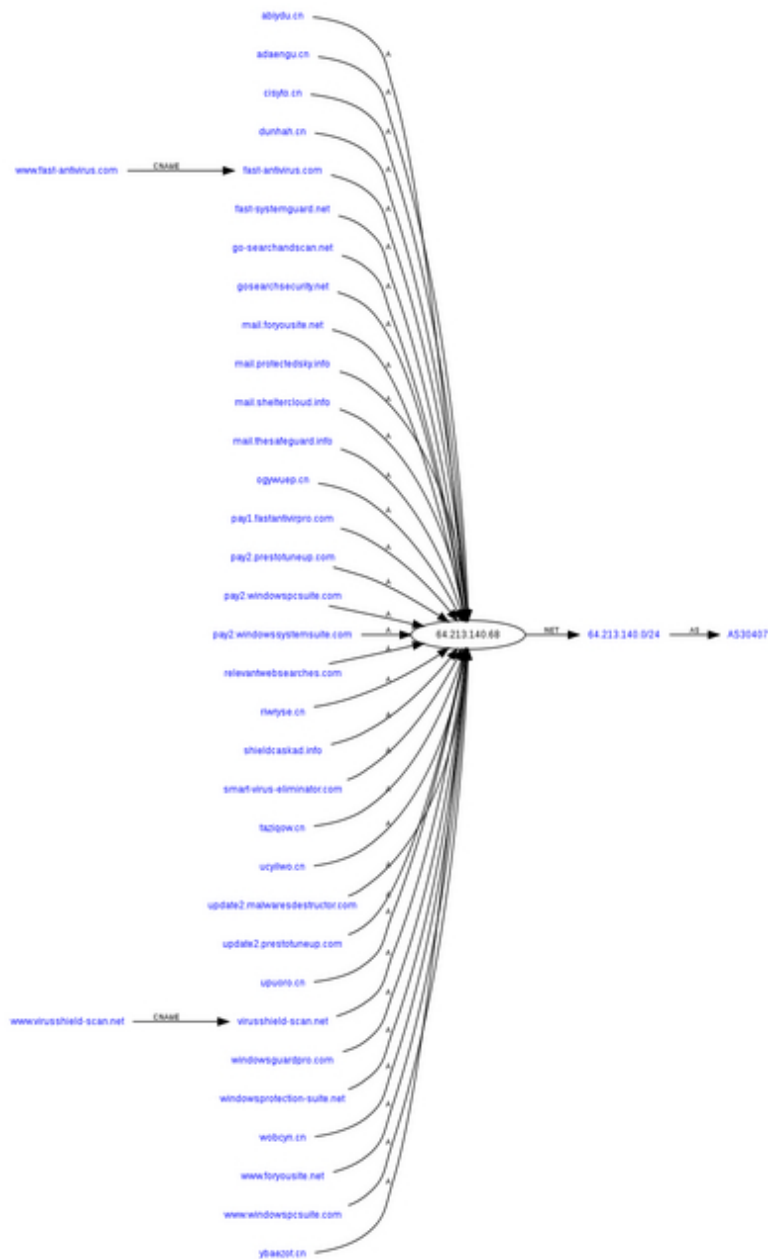 abiydu.cn
A
adaengu.cn
A
cisyfo.cn
A
dunhah.cn
A
www.fast-antivirus.com CNAME fast-antivirus.com
A
fast-systemguard.net
A
go-searchandscan.net
A
gosearchsecurity.net
A
mail.foryousite.net
A
mail.protectedsky.info
A
mail.sheltercloud.info
A
mail.thesafeguard.info
A
ogywuep.cn
A
pay1.fastantivirpro.com
A
pay2.prestotuneup.com
A
pay2.windowspcsuite.com
A
pay2.windowssystemsuite.com A 64.213.140.68 NET 64.213.140.0/24 AS AS30407
A
relevantwebsearches.com
A
riwryse.cn
A
shieldcaskad.info
A
smart-virus-eliminator.com
A
taziqow.cn
A
A
update2.malwaresdestructor.com
A
update2.prestotuneup.com
A
upuoro.cn
A
www.virusshield-scan.net CNAME virusshield-scan.net
A
windowsguardpro.com
A
windowsprotection-suite.net
A
wobcyn.cn
A
www.foryousite.net
A
www.windowspcsuite.com
A
ybaezof.cn